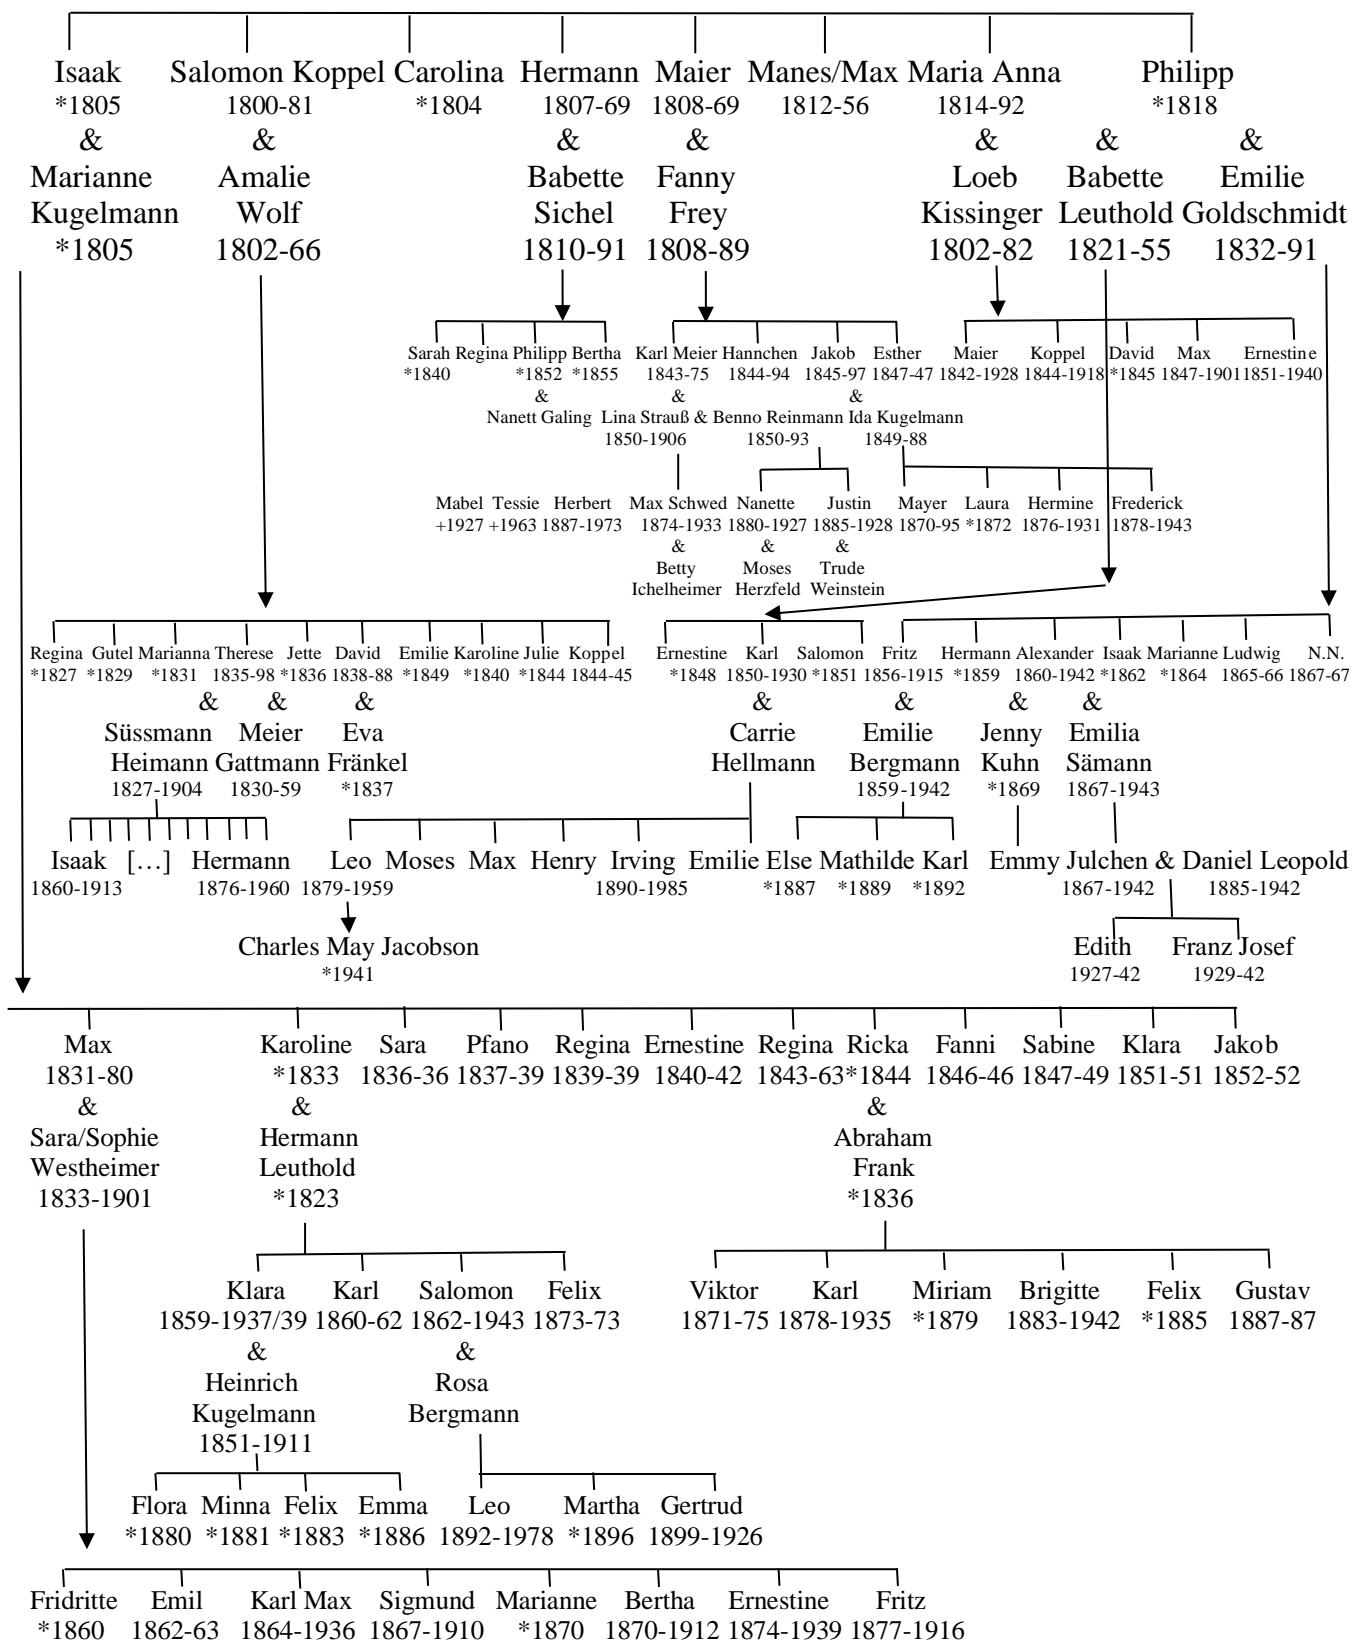 Isaak Salomon Koppel Carolina Hermann Maier Manes/Max Maria Anna Philipp
*1805 1800-81 *1804 1807-69 1808-69 1812-56 1814-92 *1818
& & & & & & &
Marianne Amalie Babette Fanny Loeb Babette Emilie
Kugelmann Wolf Sichel Frey Kissinger Leuthold Goldschmidt
*1805 1802-66 1810-91 1808-89 1802-82 1821-55 1832-91
Sarah Regina Philipp Bertha Karl Meier Hannchen Jakob Esther Maier Koppel David Max Ernestine
*1840 *1852 *1855 1843-75 1844-94 1845-97 1847-47 1842-1928 1844-1918 *1845 1847-1901 1851-1940
& & &
Nanett Galing Lina Strauß & Benno Reinmann Ida Kugelmann
1850-1906 1850-93 1849-88
Mabel Tessie Herbert Max Schwed Nanette Justin Mayer Laura Hermine Frederick
+1927 +1963 1887-1973 1874-1933 1880-1927 1885-1928 1870-95 *1872 1876-1931 1878-1943
& & &
Betty Moses Trude
Ichelheimer Herzfeld Weinstein
Regina Gutel Marianna Therese Jette David Emilie Karoline Julie Koppel Ernestine Karl Salomon Fritz Hermann Alexander Isaak Marianne Ludwig N.N.
*1827 *1829 *1831 1835-98 *1836 1838-88 *1849 *1840 *1844 1844-45 *1848 1850-1930 *1851 1856-1915 *1859 1860-1942 *1862 *1864 1865-66 1867-67
& & & & & & &
Süssmann Meier Eva Carrie Emilie Jenny Emilia
Heimann Gattmann Fränkel Hellmann Bergmann Kuhn Sämann
1827-1904 1830-59 *1837 1859-1942 *1869 1867-1943
Isaak […] Hermann Leo Moses Max Henry Irving Emilie Else Mathilde Karl Emmy Julchen & Daniel Leopold
1860-1913 1876-1960 1879-1959 1890-1985 *1887 *1889 *1892 1867-1942 1885-1942
Charles May Jacobson Edith Franz Josef
*1941 1927-42 1929-42
Max Karoline Sara Pfano Regina Ernestine Regina Ricka Fanni Sabine Klara Jakob
1831-80 *1833 1836-36 1837-39 1839-39 1840-42 1843-63 *1844 1846-46 1847-49 1851-51 1852-52
& & &
Sara/Sophie Hermann Abraham
Westheimer Leuthold Frank
1833-1901 *1823 *1836
Klara Karl Salomon Felix Viktor Karl Miriam Brigitte Felix Gustav
1859-1937/39 1860-62 1862-1943 1873-73 1871-75 1878-1935 *1879 1883-1942 *1885 1887-87
& &
Heinrich Rosa
Kugelmann Bergmann
1851-1911
Flora Minna Felix Emma Leo Martha Gertrud
*1880 *1881 *1883 *1886 1892-1978 *1896 1899-1926
Fridritte Emil Karl Max Sigmund Marianne Bertha Ernestine Fritz
*1860 1862-63 1864-1936 1867-1910 *1870 1870-1912 1874-1939 1877-1916